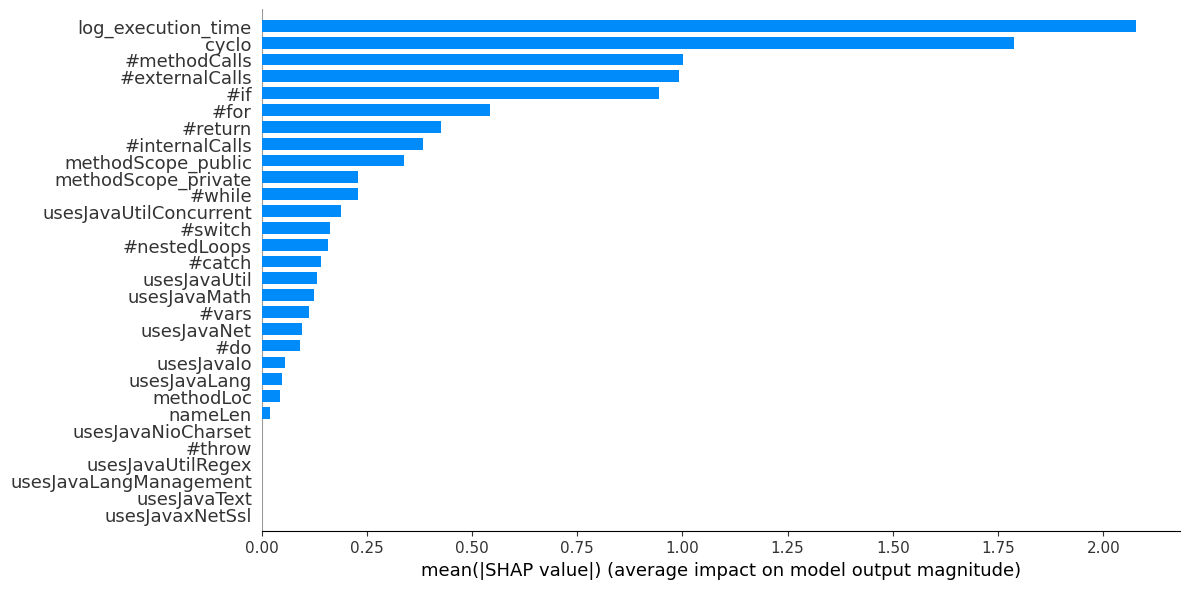 log_execution_time
cyclo
#methodCalls
#externalCalls
#if
#for
#return
#internalCalls
methodScope_public
methodScope_private
#while
usesJavaUtilConcurrent
#switch
#nestedLoops
#catch
usesJavaUtil
usesJavaMath
#vars
usesJavaNet
#do
usesJavaIo
usesJavaLang
methodLoc
nameLen
usesJavaNioCharset
#throw
usesJavaUtilRegex
usesJavaLangManagement
usesJavaText
usesJavaxNetSsl
0.00 0.25 0.50 0.75 1.00 1.25 1.50 1.75 2.00
mean(|SHAP value|) (average impact on model output magnitude)